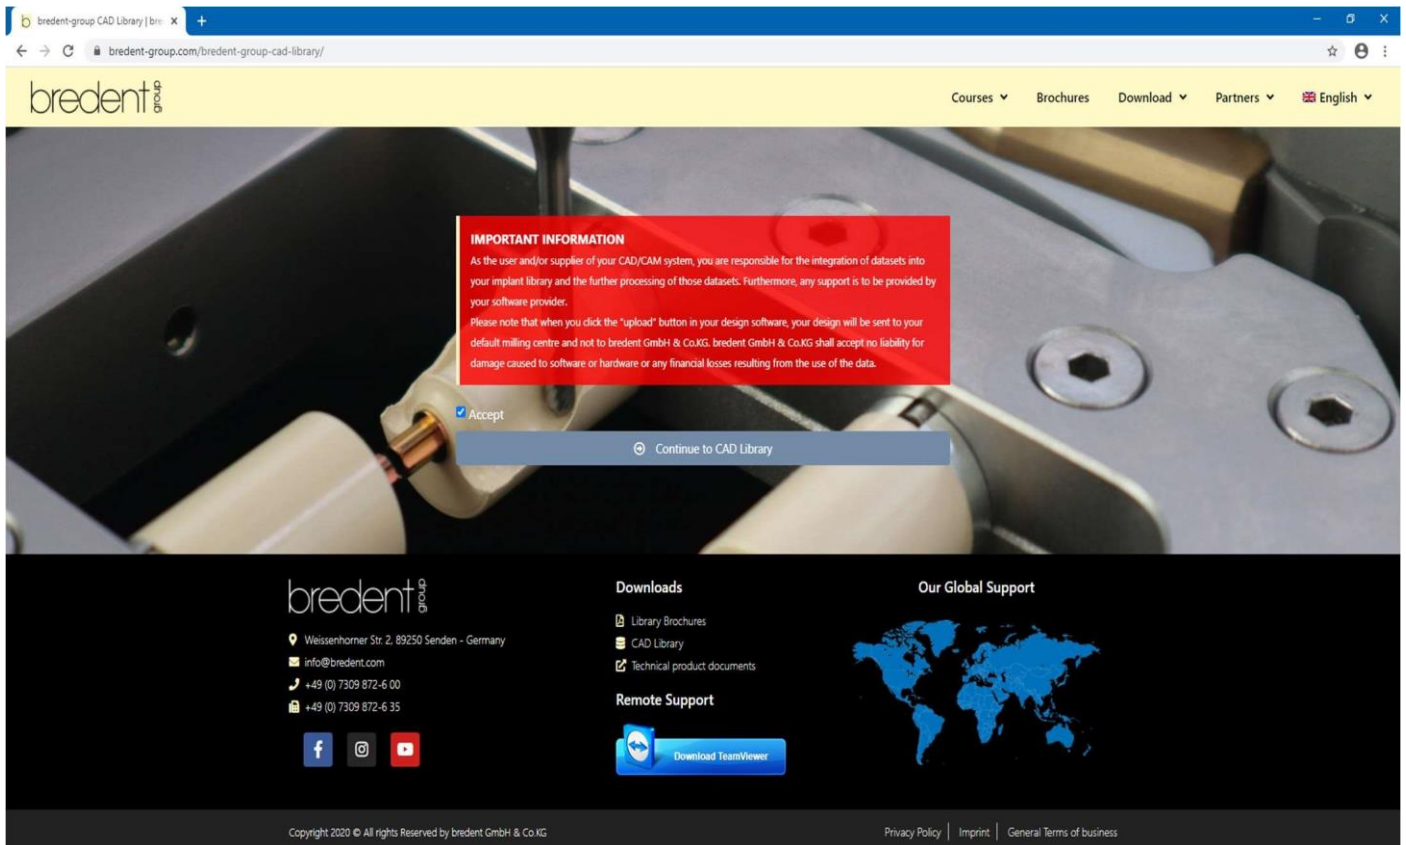 bredent-group CAD Library | bre
bredent-group.com/bredent-group-cad-library/
bredent group
Courses
Brochures
Download
Partners
English
IMPORTANT INFORMATION
As the user and/or supplier of your CAD/CAM system, you are responsible for the integration of datasets into
your implant library and the further processing of those datasets. Furthermore, any support is to be provided by
your software provider.
Please note that when you click the "upload" button in your design software, your design will be sent to your
default milling centre and not to bredent GmbH & Co.KG. bredent GmbH & Co.KG shall accept no liability for
damage caused to software or hardware or any financial losses resulting from the use of the data.
Accept
Continue to CAD Library
bredent group
Weissenhorner Str. 2, 89250 Senden - Germany
info@bredent.com
+49 (0) 7309 872-6 00
+49 (0) 7309 872-6 35
Downloads
Library Brochures
CAD Library
Technical product documents
Remote Support
Download TeamViewer
Our Global Support
Copyright 2020 © All rights Reserved by bredent GmbH & Co.KG
Privacy Policy | Imprint | General Terms of business